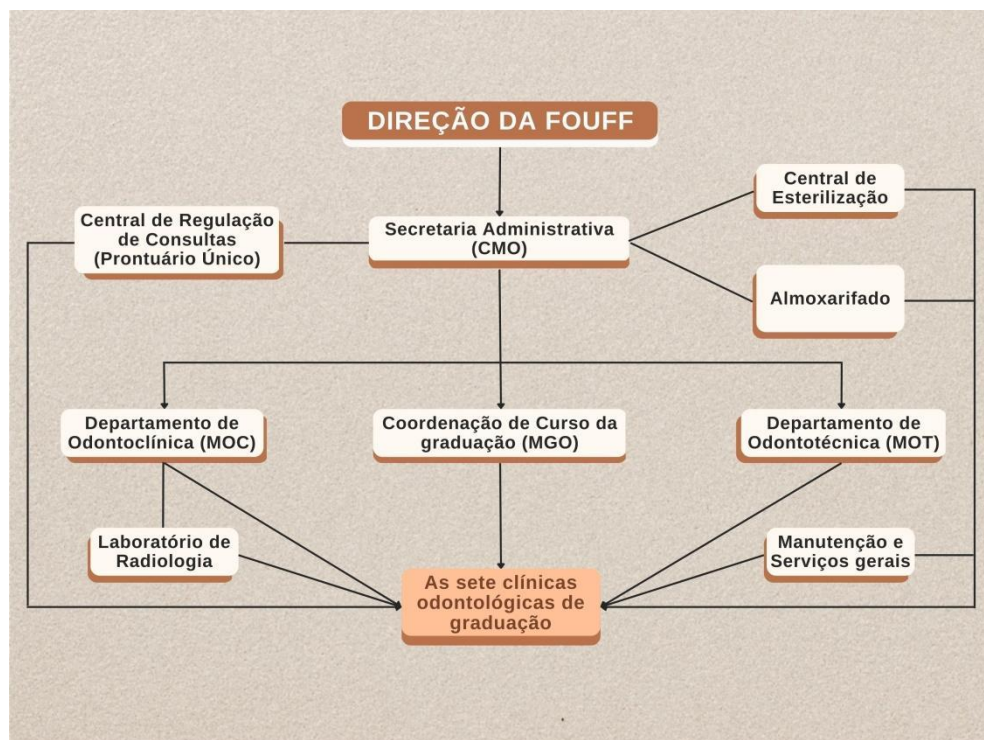 DIREÇÃO DA FOUFF
Central de
Esterilização
Central de Regulação
de Consultas
(Prontuário Único)
Secretaria Administrativa
(CMO)
Almoxarifado
Departamento de
Odontoclínica (MOC)
Coordenação de Curso da
graduação (MGO)
Departamento de
Odontotécnica (MOT)
Laboratório de
Radiologia
Manutenção e
Serviços gerais
As sete clínicas
odontológicas de
graduação